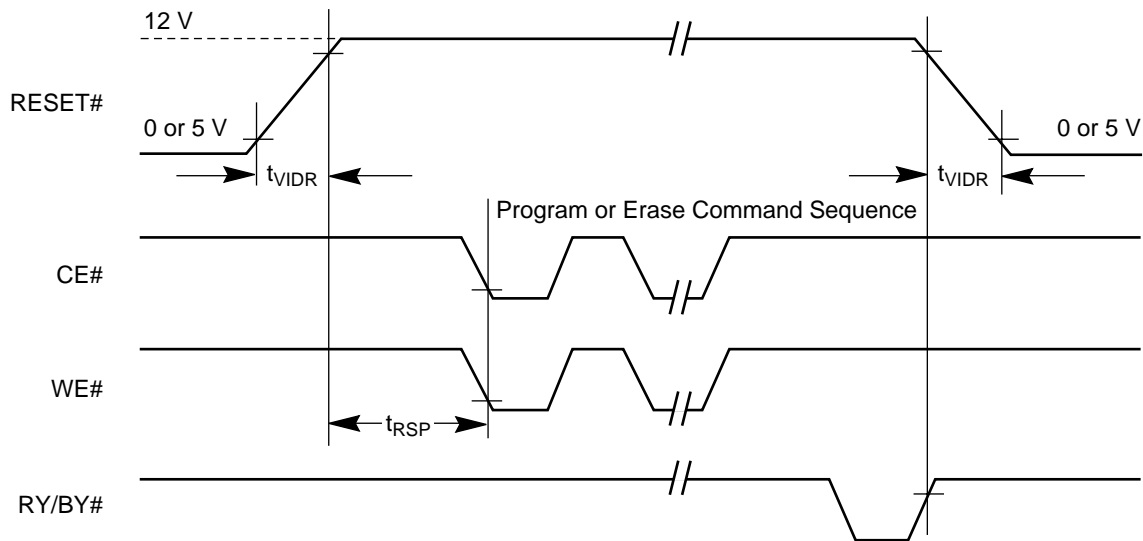 12 V
RESET#
0 or 5 V
0 or 5 V
tVIDR
tVIDR
Program or Erase Command Sequence
CE#
WE#
tRSP
RY/BY#